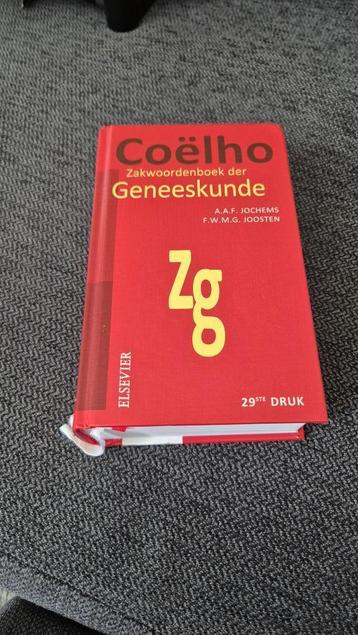 Coëlho
Zakwoordenboek der
Geneeskunde
A.A.F. JOCHEMS
F.W.M.G. JOOSTEN
Zg
ELSEVIER
29STE DRUK